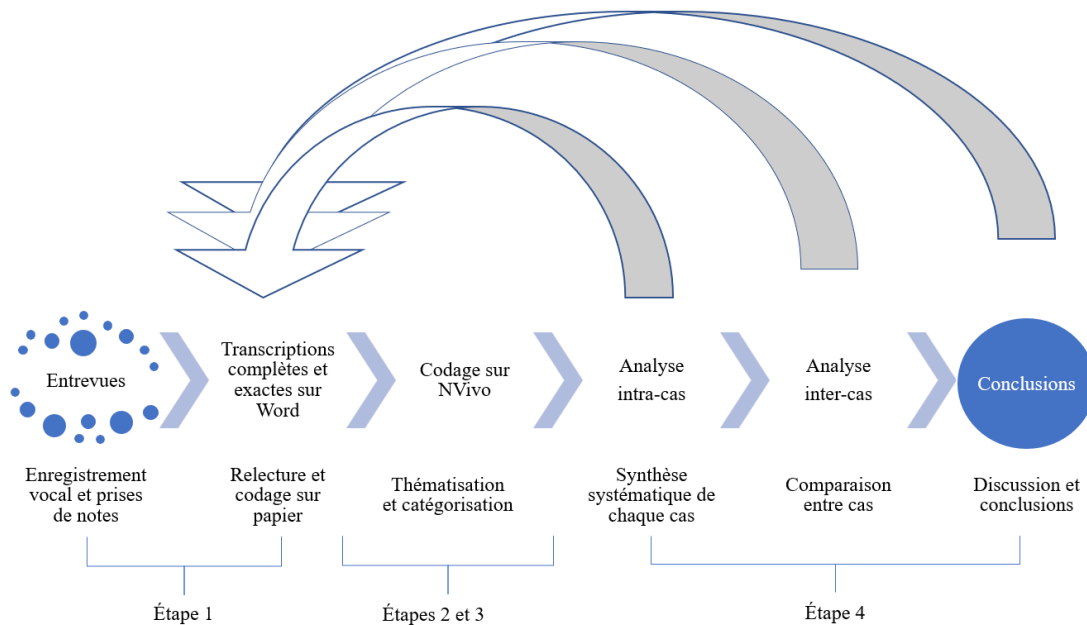 Entrevues
Transcriptions
complètes et
exactes sur
Word
Codage sur
NVivo
Analyse
intra-cas
Analyse
inter-cas
Conclusions
Enregistrement
vocal et prises
de notes
Relecture et
codage sur
papier
Thématisation
et catégorisation
Synthèse
systématique de
chaque cas
Comparaison
entre cas
Discussion et
conclusions
Étape 1
Étapes 2 et 3
Étape 4